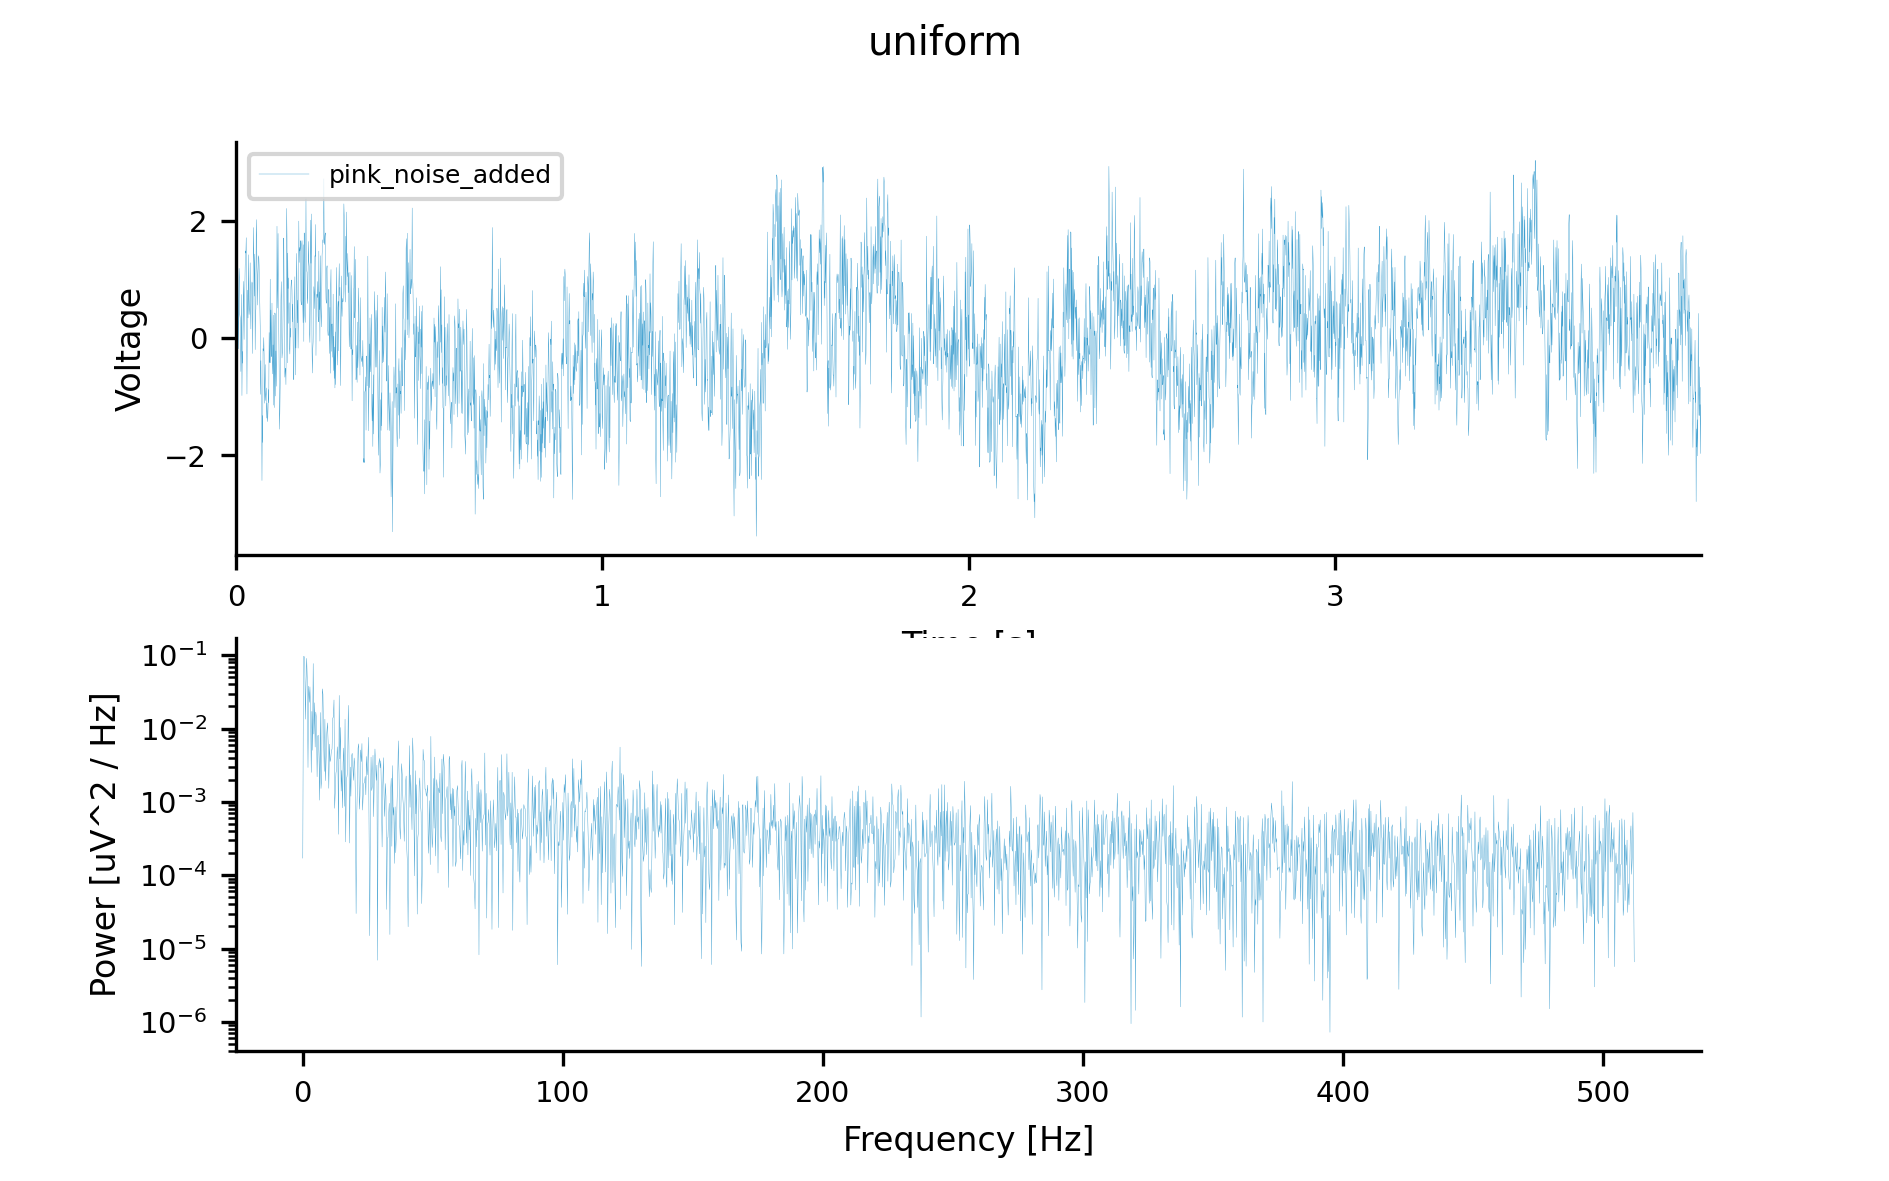 uniform
pink_noise_added
Voltage
2
0
−2
0 1 2 3
Time [s]
Power [uV^2 / Hz]
10⁻¹
10⁻²
10⁻³
10⁻⁴
10⁻⁵
10⁻⁶
0 100 200 300 400 500
Frequency [Hz]